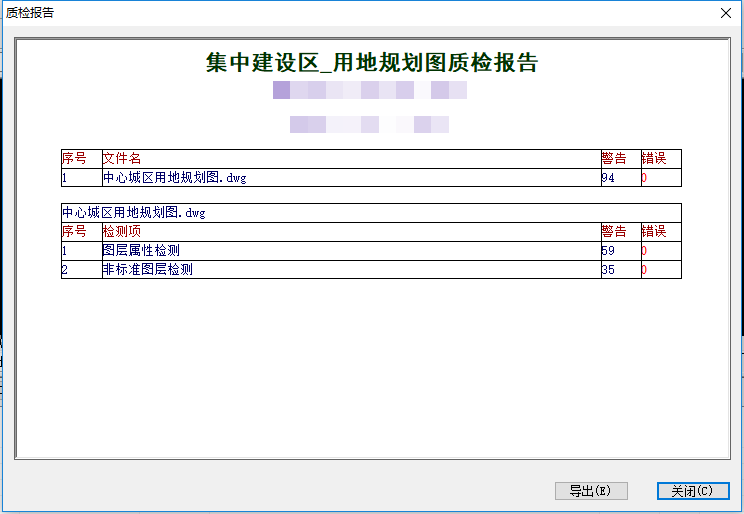 质检报告
集中建设区_用地规划图质检报告
序号 文件名 警告 错误
1 中心城区用地规划图.dwg 94 0
中心城区用地规划图.dwg
序号 检测项 警告 错误
1 图层属性检测 59 0
2 非标准图层检测 35 0
导出(E) 关闭(C)